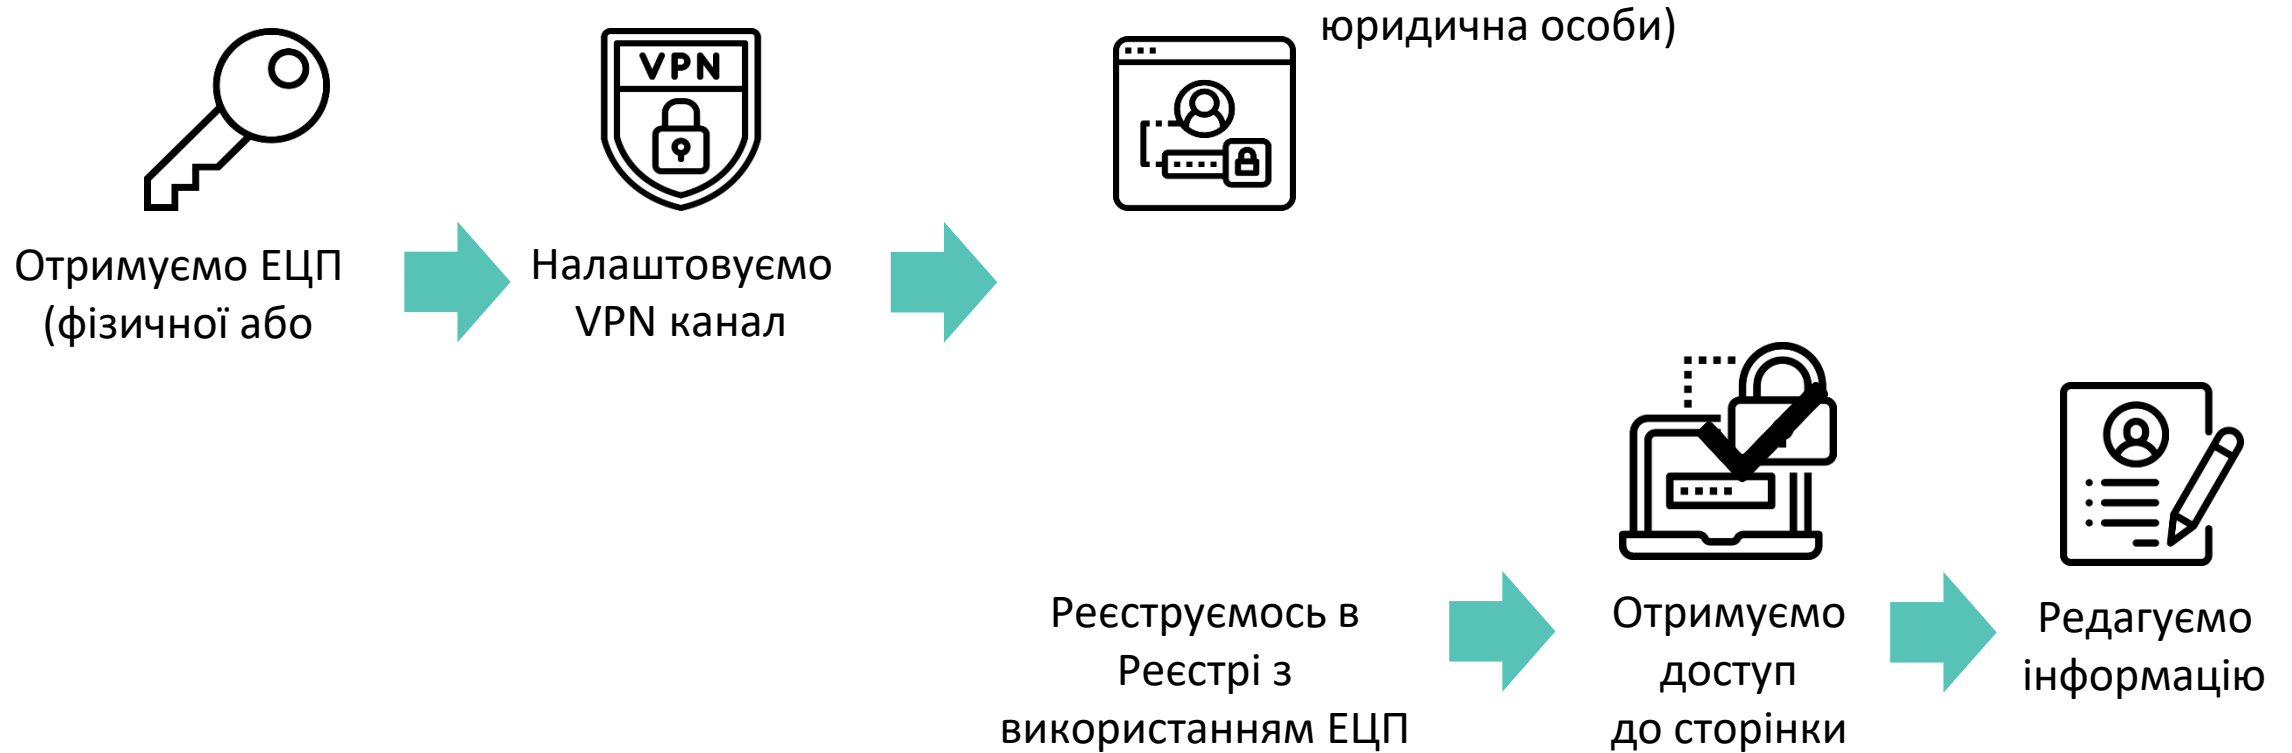 юридична особи)
VPN
Отримуємо ЕЦП
(фізичної або
Налаштовуємо
VPN канал
Реєструємось в
Реєстрі з
використанням ЕЦП
Отримуємо
доступ
до сторінки
Редагуємо
інформацію